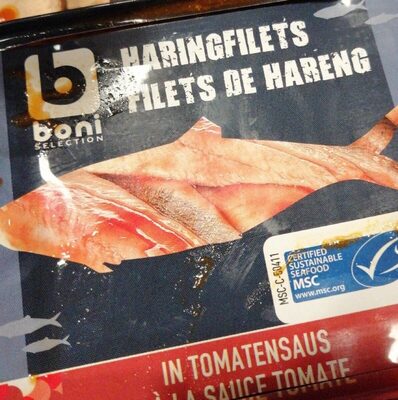 HARINGFILETS
FILETS DE HARENG
boni
SELECTION
CERTIFIED
SUSTAINABLE
SEAFOOD
MSC
www.msc.org
MSC-C-50411
IN TOMATENSAUS
À LA SAUCE TOMATE